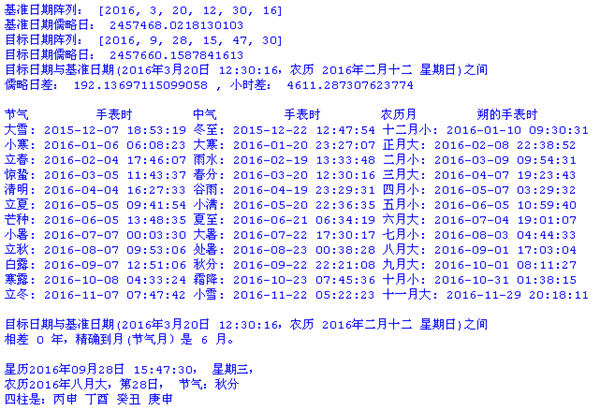 基准日期阵列： [2016, 3, 20, 12, 30, 16]
基准日期儒略日： 2457468.0218130103
目标日期阵列： [2016, 9, 28, 15, 47, 30]
目标日期儒略日： 2457660.1587841613
目标日期与基准日期(2016年3月20日 12:30:16，农历 2016年二月十二 星期日)之间
儒略日差： 192.13697115099058 , 小时差： 4611.287307623774
节气 手表时 中气 手表时 农历月 朔的手表时
大雪: 2015-12-07 18:53:19 冬至: 2015-12-22 12:47:54 十二月小: 2016-01-10 09:30:31
小寒: 2016-01-06 06:08:23 大寒: 2016-01-20 23:27:07 正月大: 2016-02-08 22:38:52
立春: 2016-02-04 17:46:07 雨水: 2016-02-19 13:33:48 二月小: 2016-03-09 09:54:31
惊蛰: 2016-03-05 11:43:37 春分: 2016-03-20 12:30:16 三月大: 2016-04-07 19:23:43
清明: 2016-04-04 16:27:33 谷雨: 2016-04-19 23:29:31 四月小: 2016-05-07 03:29:32
立夏: 2016-05-05 09:41:54 小满: 2016-05-20 22:36:35 五月小: 2016-06-05 10:59:40
芒种: 2016-06-05 13:48:35 夏至: 2016-06-21 06:34:19 六月大: 2016-07-04 19:01:07
小暑: 2016-07-07 00:03:30 大暑: 2016-07-22 17:30:17 七月小: 2016-08-03 04:44:33
立秋: 2016-08-07 09:53:06 处暑: 2016-08-23 00:38:28 八月大: 2016-09-01 17:03:04
白露: 2016-09-07 12:51:06 秋分: 2016-09-22 22:21:08 九月大: 2016-10-01 08:11:27
寒露: 2016-10-08 04:33:24 霜降: 2016-10-23 07:45:36 十月小: 2016-10-31 01:38:15
立冬: 2016-11-07 07:47:42 小雪: 2016-11-22 05:22:23 十一月大: 2016-11-29 20:18:11
目标日期与基准日期(2016年3月20日 12:30:16，农历 2016年二月十二 星期日)之间
相差 0 年，精确到月(节气月）是 6 月。
星历2016年09月28日 15:47:30， 星期三，
农历2016年八月大，第28日， 节气：秋分
四柱是：丙申 丁酉 癸丑 庚申